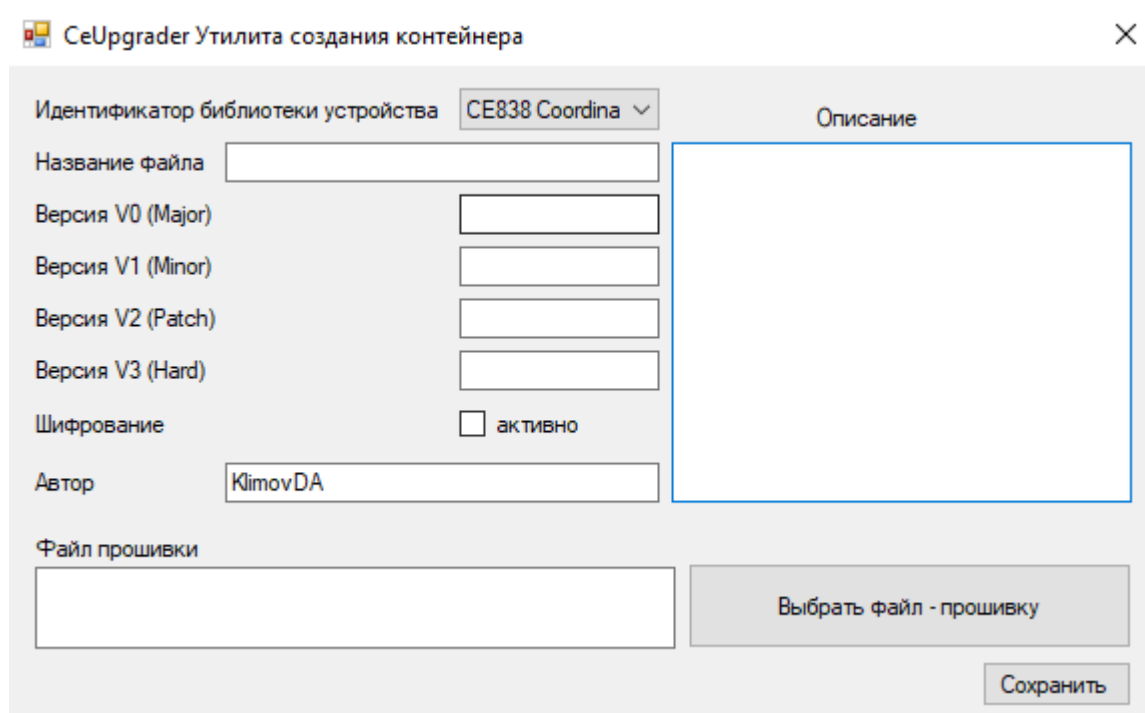 CeUpgrader Утилита создания контейнера
Идентификатор библиотеки устройства CE838 Coordina
Описание
Название файла
Версия V0 (Major)
Версия V1 (Minor)
Версия V2 (Patch)
Версия V3 (Hard)
Шифрование активно
Автор KlimovDA
Файл прошивки
Выбрать файл - прошивку
Сохранить